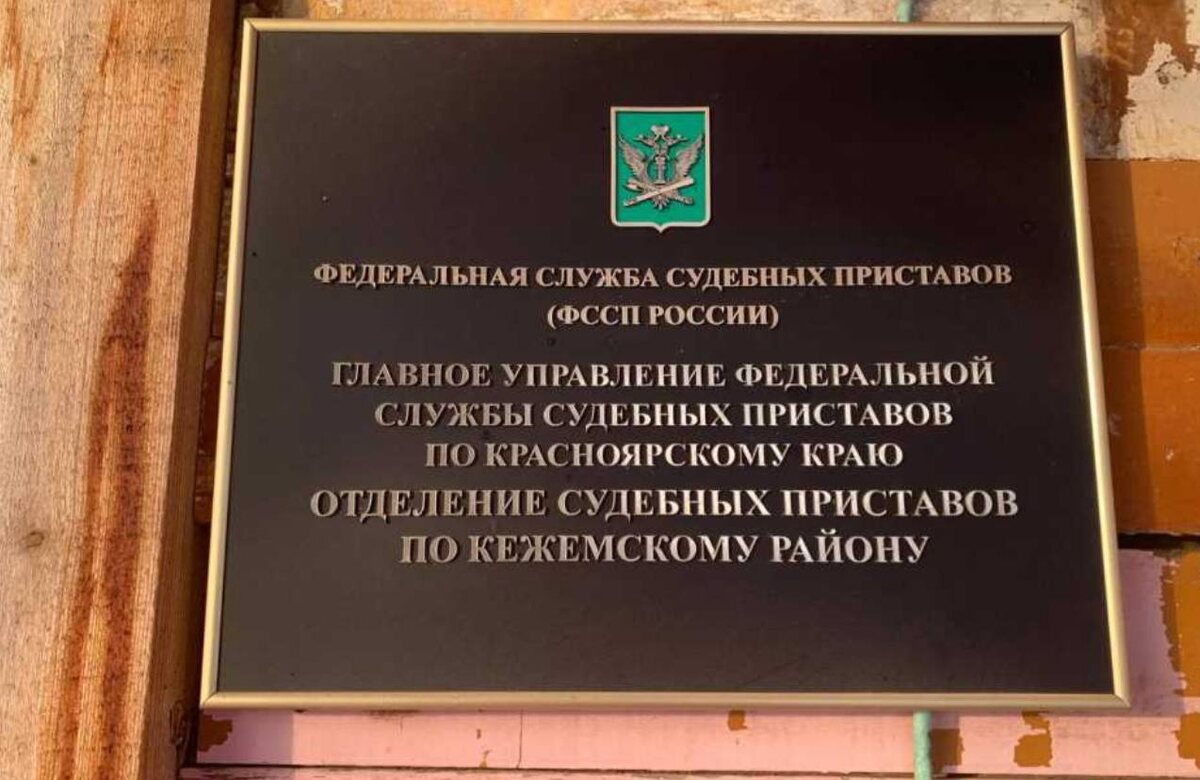 ФЕДЕРАЛЬНАЯ СЛУЖБА СУДЕБНЫХ ПРИСТАВОВ
(ФССП РОССИИ)
ГЛАВНОЕ УПРАВЛЕНИЕ ФЕДЕРАЛЬНОЙ
СЛУЖБЫ СУДЕБНЫХ ПРИСТАВОВ
ПО КРАСНОЯРСКОМУ КРАЮ
ОТДЕЛЕНИЕ СУДЕБНЫХ ПРИСТАВОВ
ПО КЕЖЕМСКОМУ РАЙОНУ